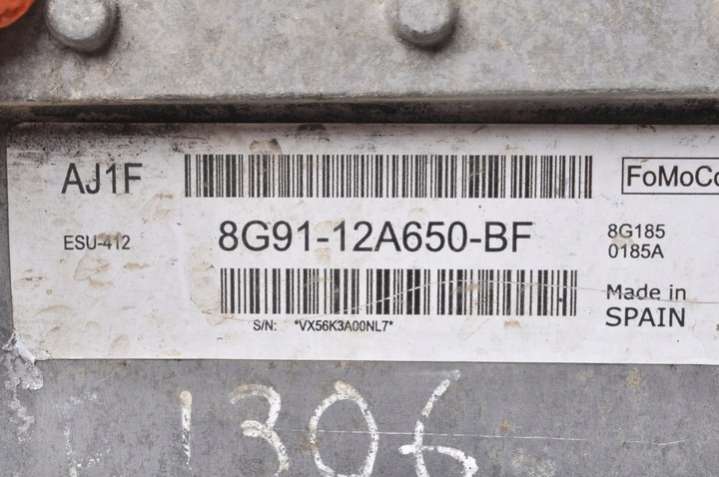 AJ1F
FoMoCo
ESU-412
8G91-12A650-BF
8G185
0185A
Made in
SPAIN
S/N: *VX56K3A00NL7*
1306